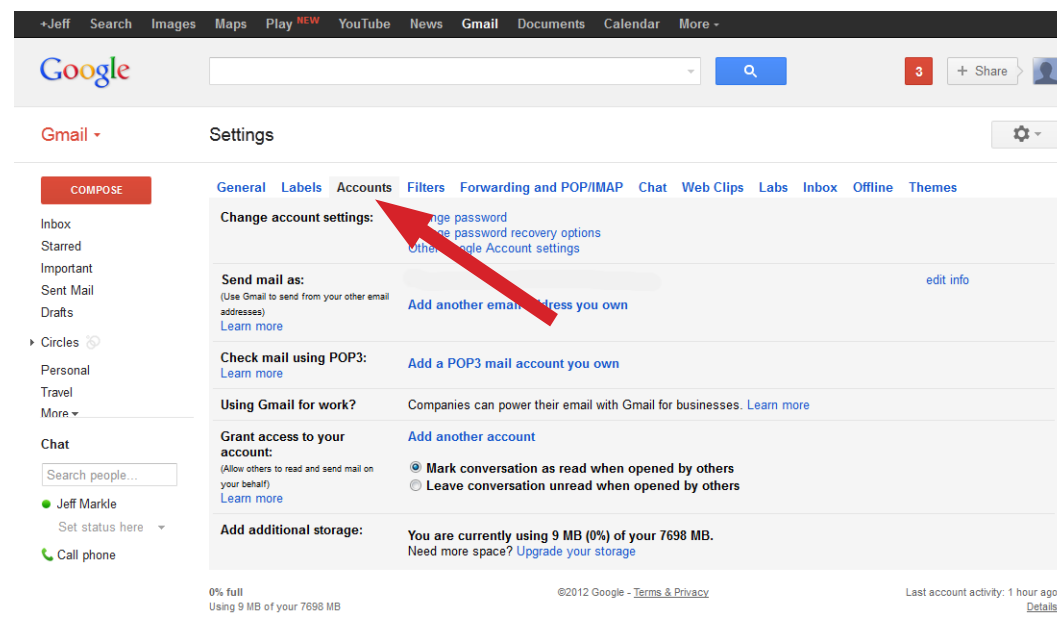 +Jeff Search Images Maps Play NEW YouTube News Gmail Documents Calendar More
Google
3 + Share
Gmail
Settings
COMPOSE
Inbox
Starred
Important
Sent Mail
Drafts
Circles
Personal
Travel
More
Chat
Search people...
Jeff Markle
Set status here
Call phone
General Labels Accounts Filters Forwarding and POP/IMAP Chat Web Clips Labs Inbox Offline Themes
Change account settings:
password
password recovery options
Other Account settings
Send mail as:
(Use Gmail to send from your other email
addresses)
Learn more
edit info
Add another email address you own
Check mail using POP3:
Learn more
Add a POP3 mail account you own
Using Gmail for work?
Companies can power their email with Gmail for businesses. Learn more
Grant access to your
account:
(Allow others to read and send mail on
your behalf)
Learn more
Add another account
Mark conversation as read when opened by others
Leave conversation unread when opened by others
Add additional storage:
You are currently using 9 MB (0%) of your 7698 MB.
Need more space? Upgrade your storage
0% full
Using 9 MB of your 7698 MB
©2012 Google - Terms & Privacy
Last account activity: 1 hour ago
Details